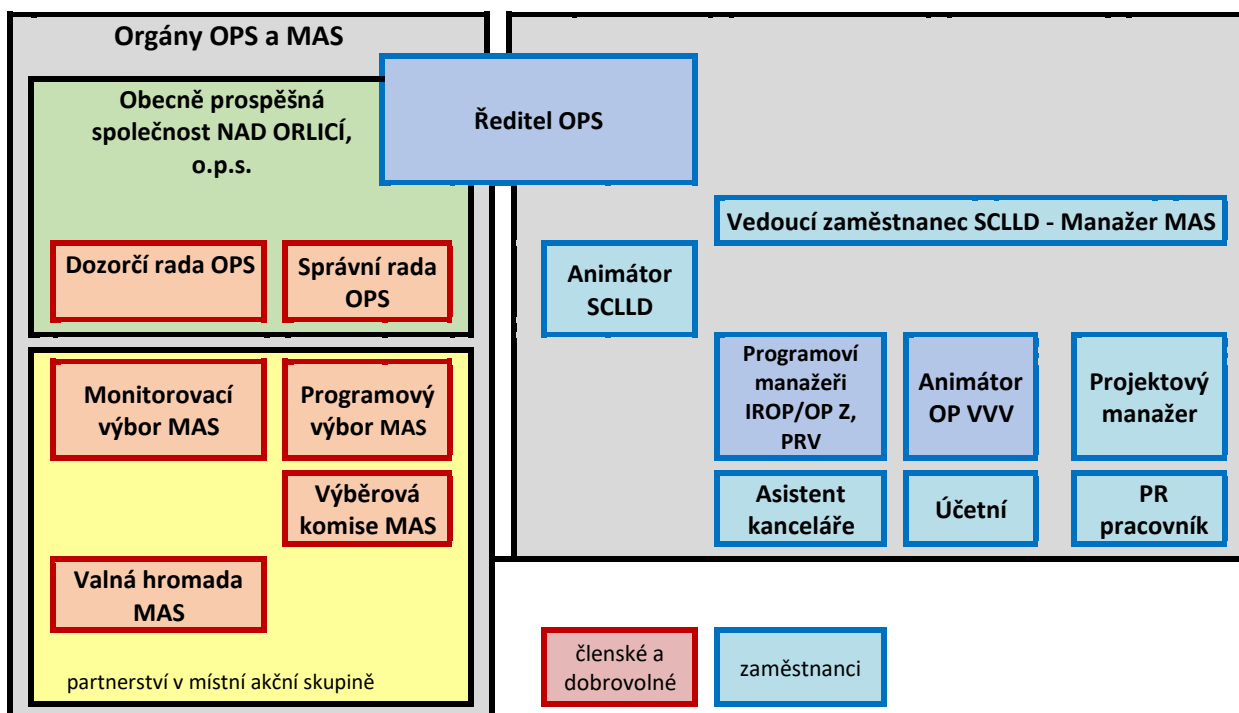 Orgány OPS a MAS
Obecně prospěšná
společnost NAD ORLICÍ,
o.p.s.
Ředitel OPS
Vedoucí zaměstnanec SCLLD - Manažer MAS
Dozorčí rada OPS
Správní rada
OPS
Animátor
SCLLD
Monitorovací
výbor MAS
Programový
výbor MAS
Programoví
manažeři
IROP/OP Z,
PRV
Animátor
OP VVV
Projektový
manažer
Výběrová
komise MAS
Asistent
kanceláře
Účetní
PR
pracovník
Valná hromada
MAS
partnerství v místní akční skupině
členské a
dobrovolné
zaměstnanci